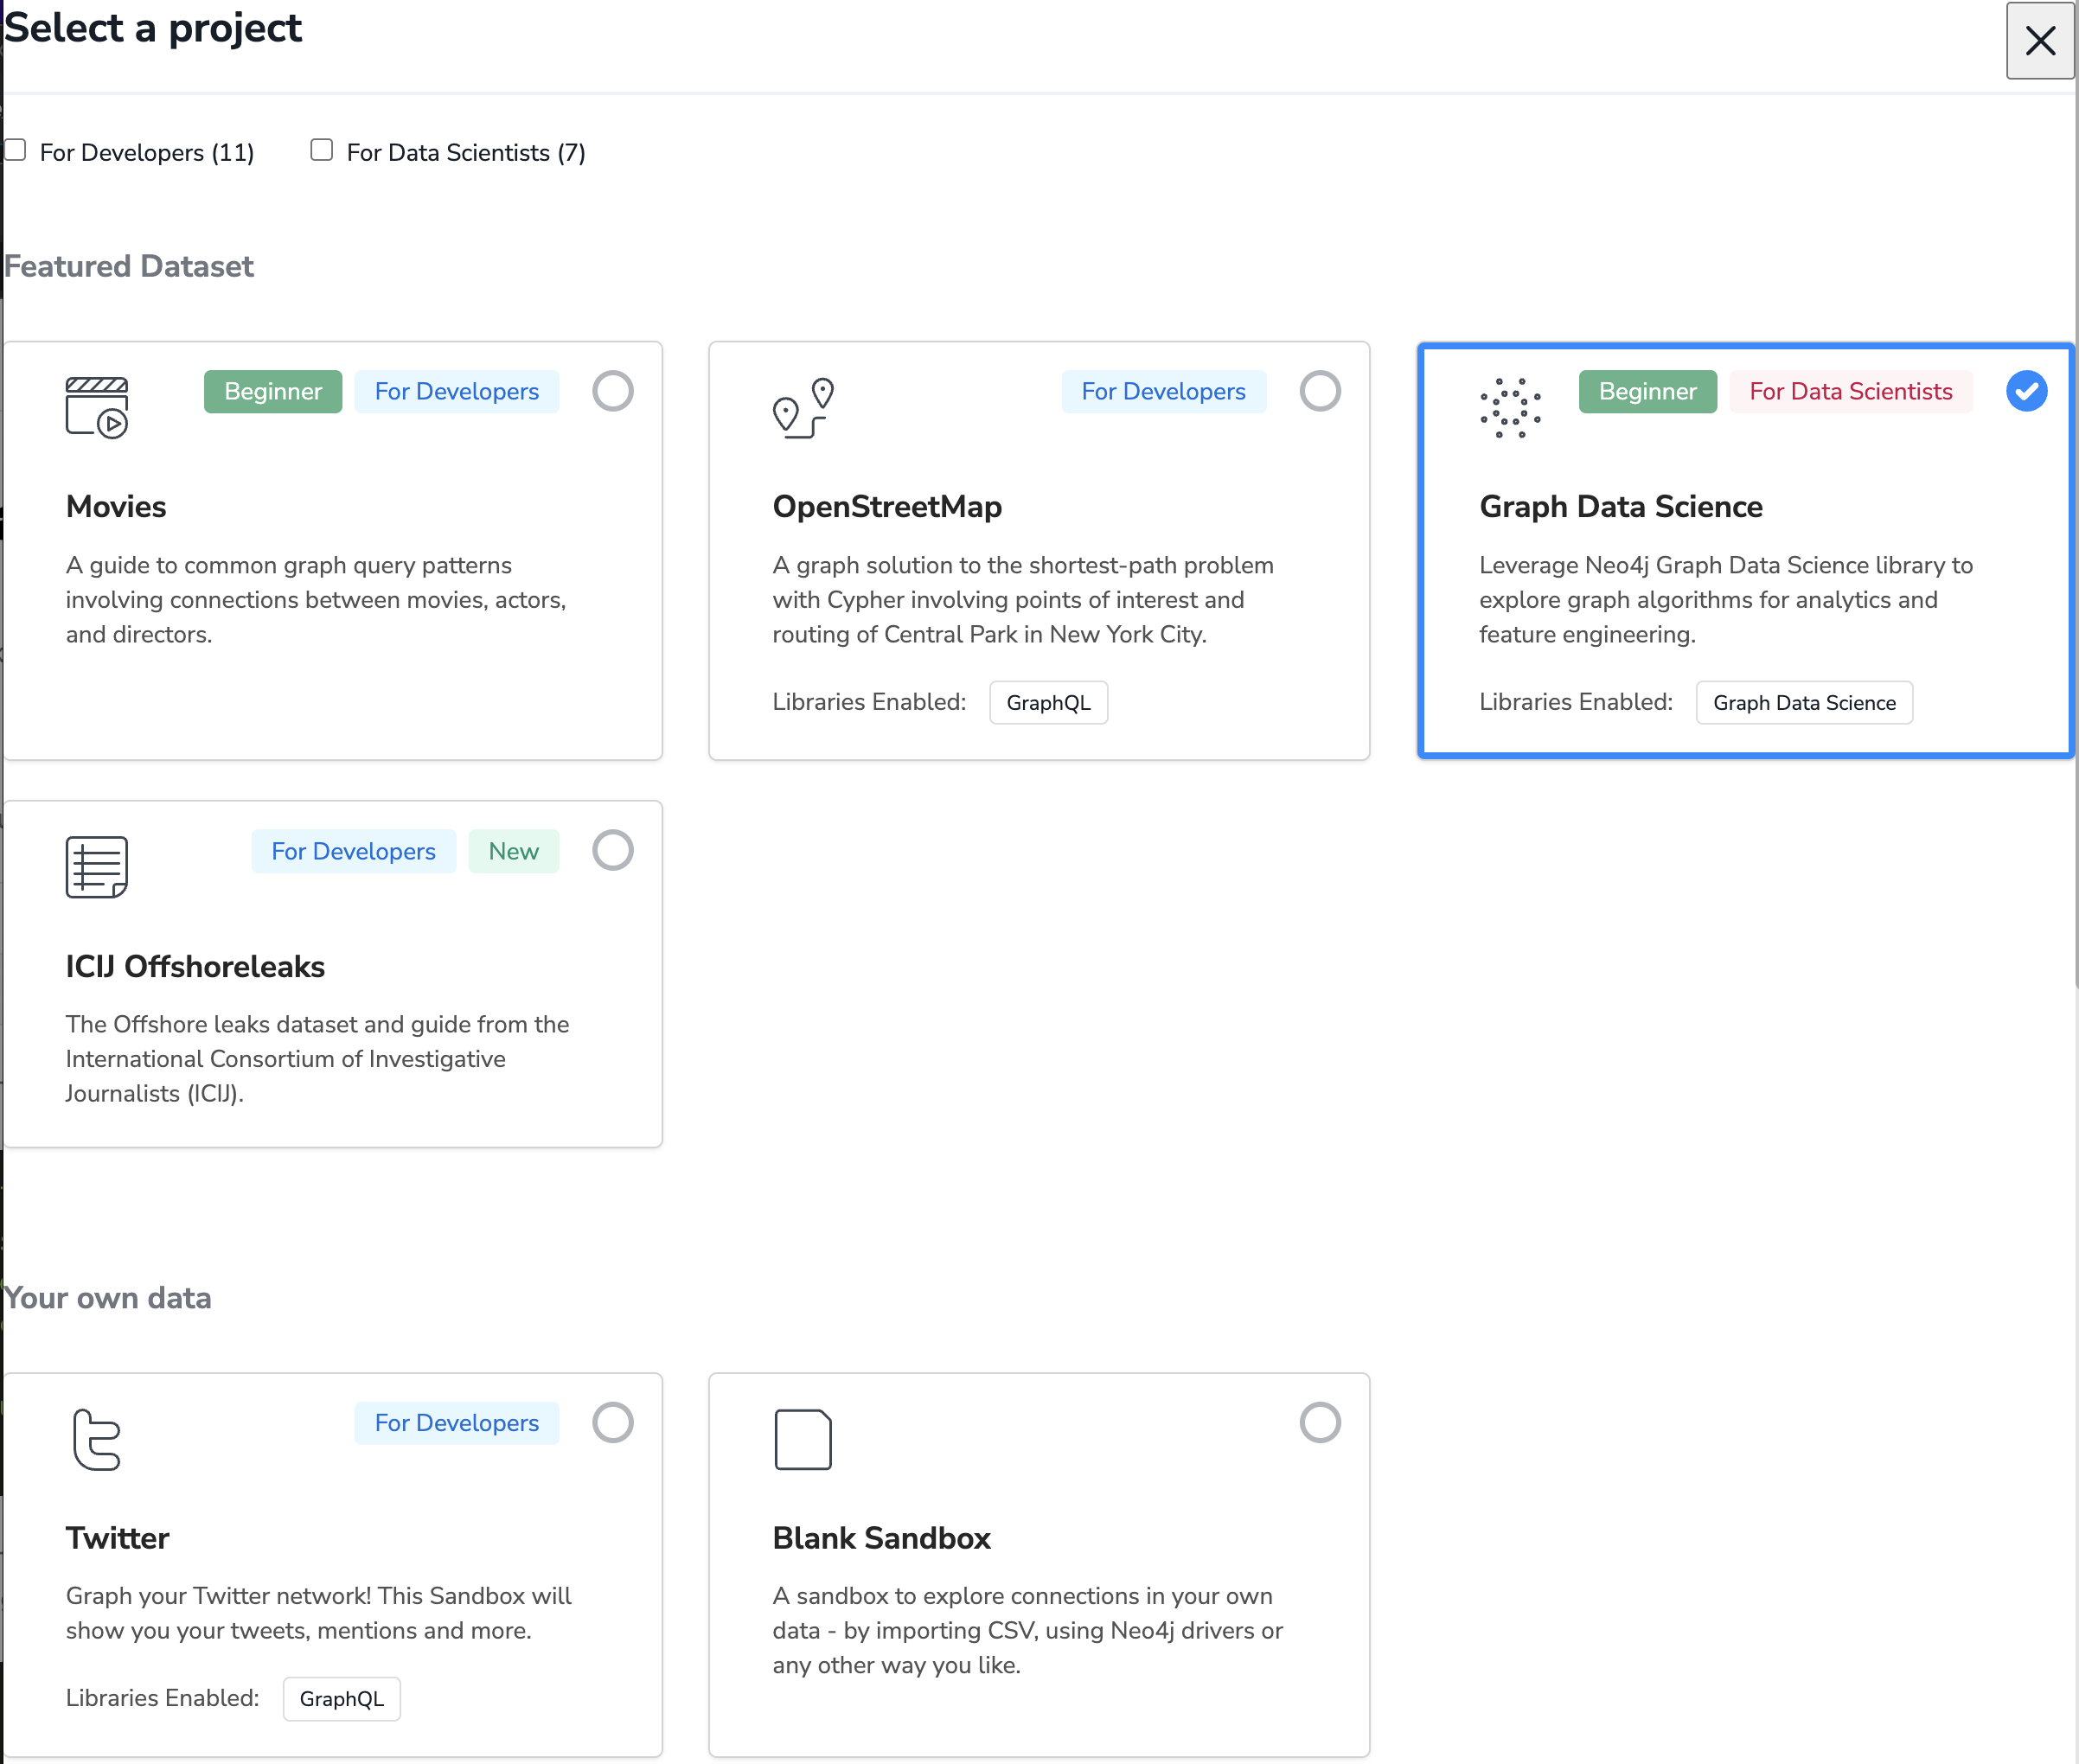 Select a project
For Developers (11)
For Data Scientists (7)
Featured Dataset
Beginner
For Developers
Movies
A guide to common graph query patterns
involving connections between movies, actors,
and directors.
For Developers
OpenStreetMap
A graph solution to the shortest-path problem
with Cypher involving points of interest and
routing of Central Park in New York City.
Libraries Enabled: GraphQL
Beginner
For Data Scientists
Graph Data Science
Leverage Neo4j Graph Data Science library to
explore graph algorithms for analytics and
feature engineering.
Libraries Enabled: Graph Data Science
For Developers
New
ICIJ Offshoreleaks
The Offshore leaks dataset and guide from the
International Consortium of Investigative
Journalists (ICIJ).
Your own data
For Developers
Twitter
Graph your Twitter network! This Sandbox will
show you your tweets, mentions and more.
Libraries Enabled: GraphQL
Blank Sandbox
A sandbox to explore connections in your own
data - by importing CSV, using Neo4j drivers or
any other way you like.